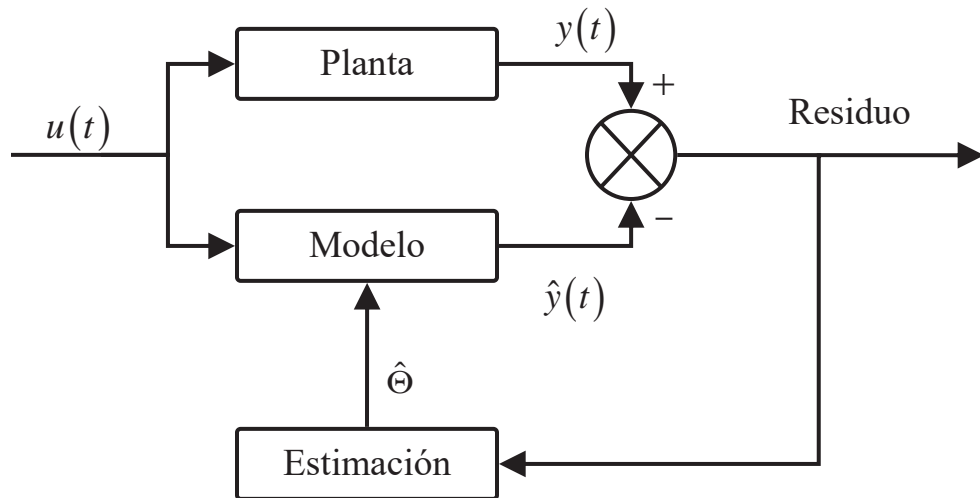 y(t)
Planta
+
Residuo
u(t)
−
Modelo
ŷ(t)
Θ̂
Estimación